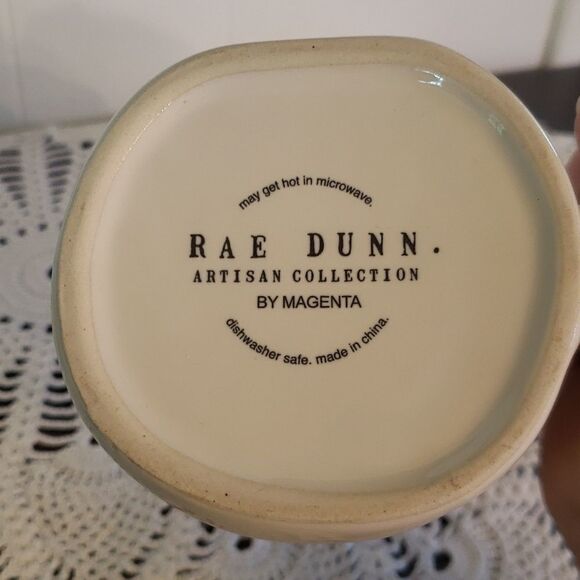 may get hot in microwave.
RAE DUNN.
ARTISAN COLLECTION
BY MAGENTA
dishwasher safe. made in china.